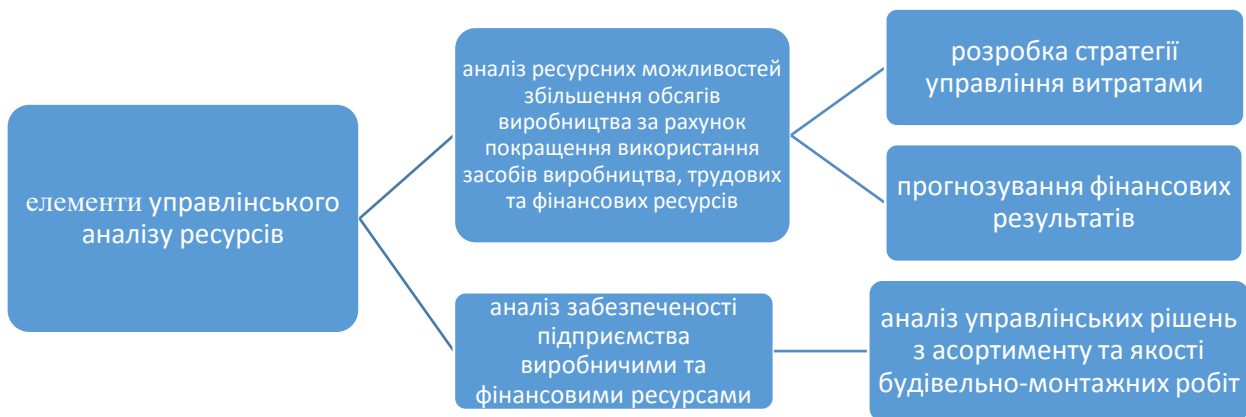 елементи управлінського
аналізу ресурсів
аналіз ресурсних можливостей
збільшення обсягів
виробництва за рахунок
покращення використання
засобів виробництва, трудових
та фінансових ресурсів
розробка стратегії
управління витратами
прогнозування фінансових
результатів
аналіз забезпеченості
підприємства
виробничими та
фінансовими ресурсами
аналіз управлінських рішень
з асортименту та якості
будівельно-монтажних робіт